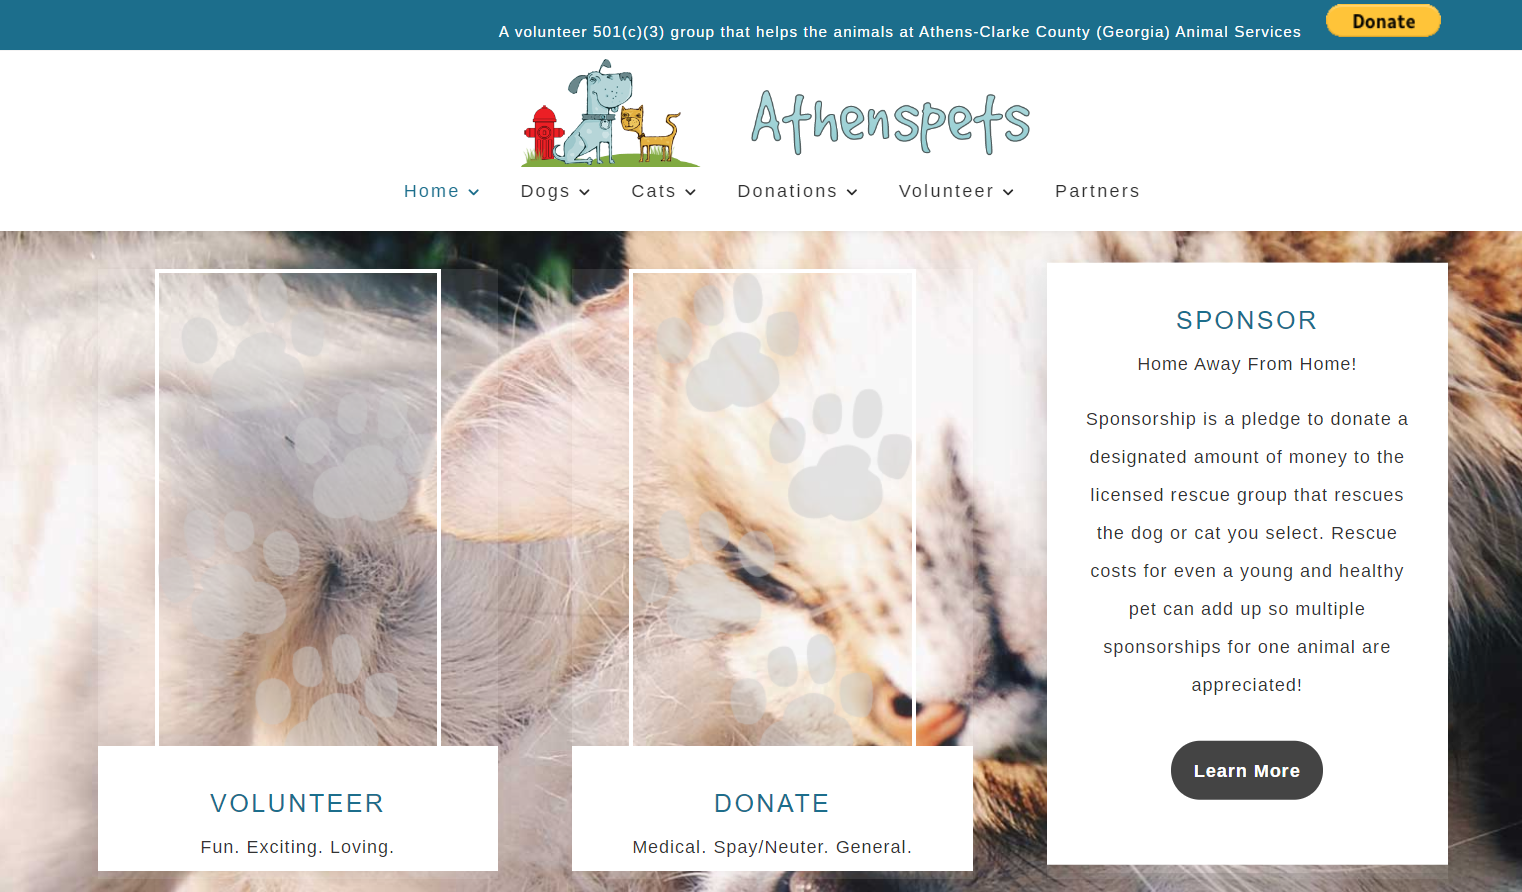 A volunteer 501(c)(3) group that helps the animals at Athens-Clarke County (Georgia) Animal Services
Donate
Athenspets
Home
Dogs
Cats
Donations
Volunteer
Partners
VOLUNTEER
Fun. Exciting. Loving.
DONATE
Medical. Spay/Neuter. General.
SPONSOR
Home Away From Home!
Sponsorship is a pledge to donate a
designated amount of money to the
licensed rescue group that rescues
the dog or cat you select. Rescue
costs for even a young and healthy
pet can add up so multiple
sponsorships for one animal are
appreciated!
Learn More